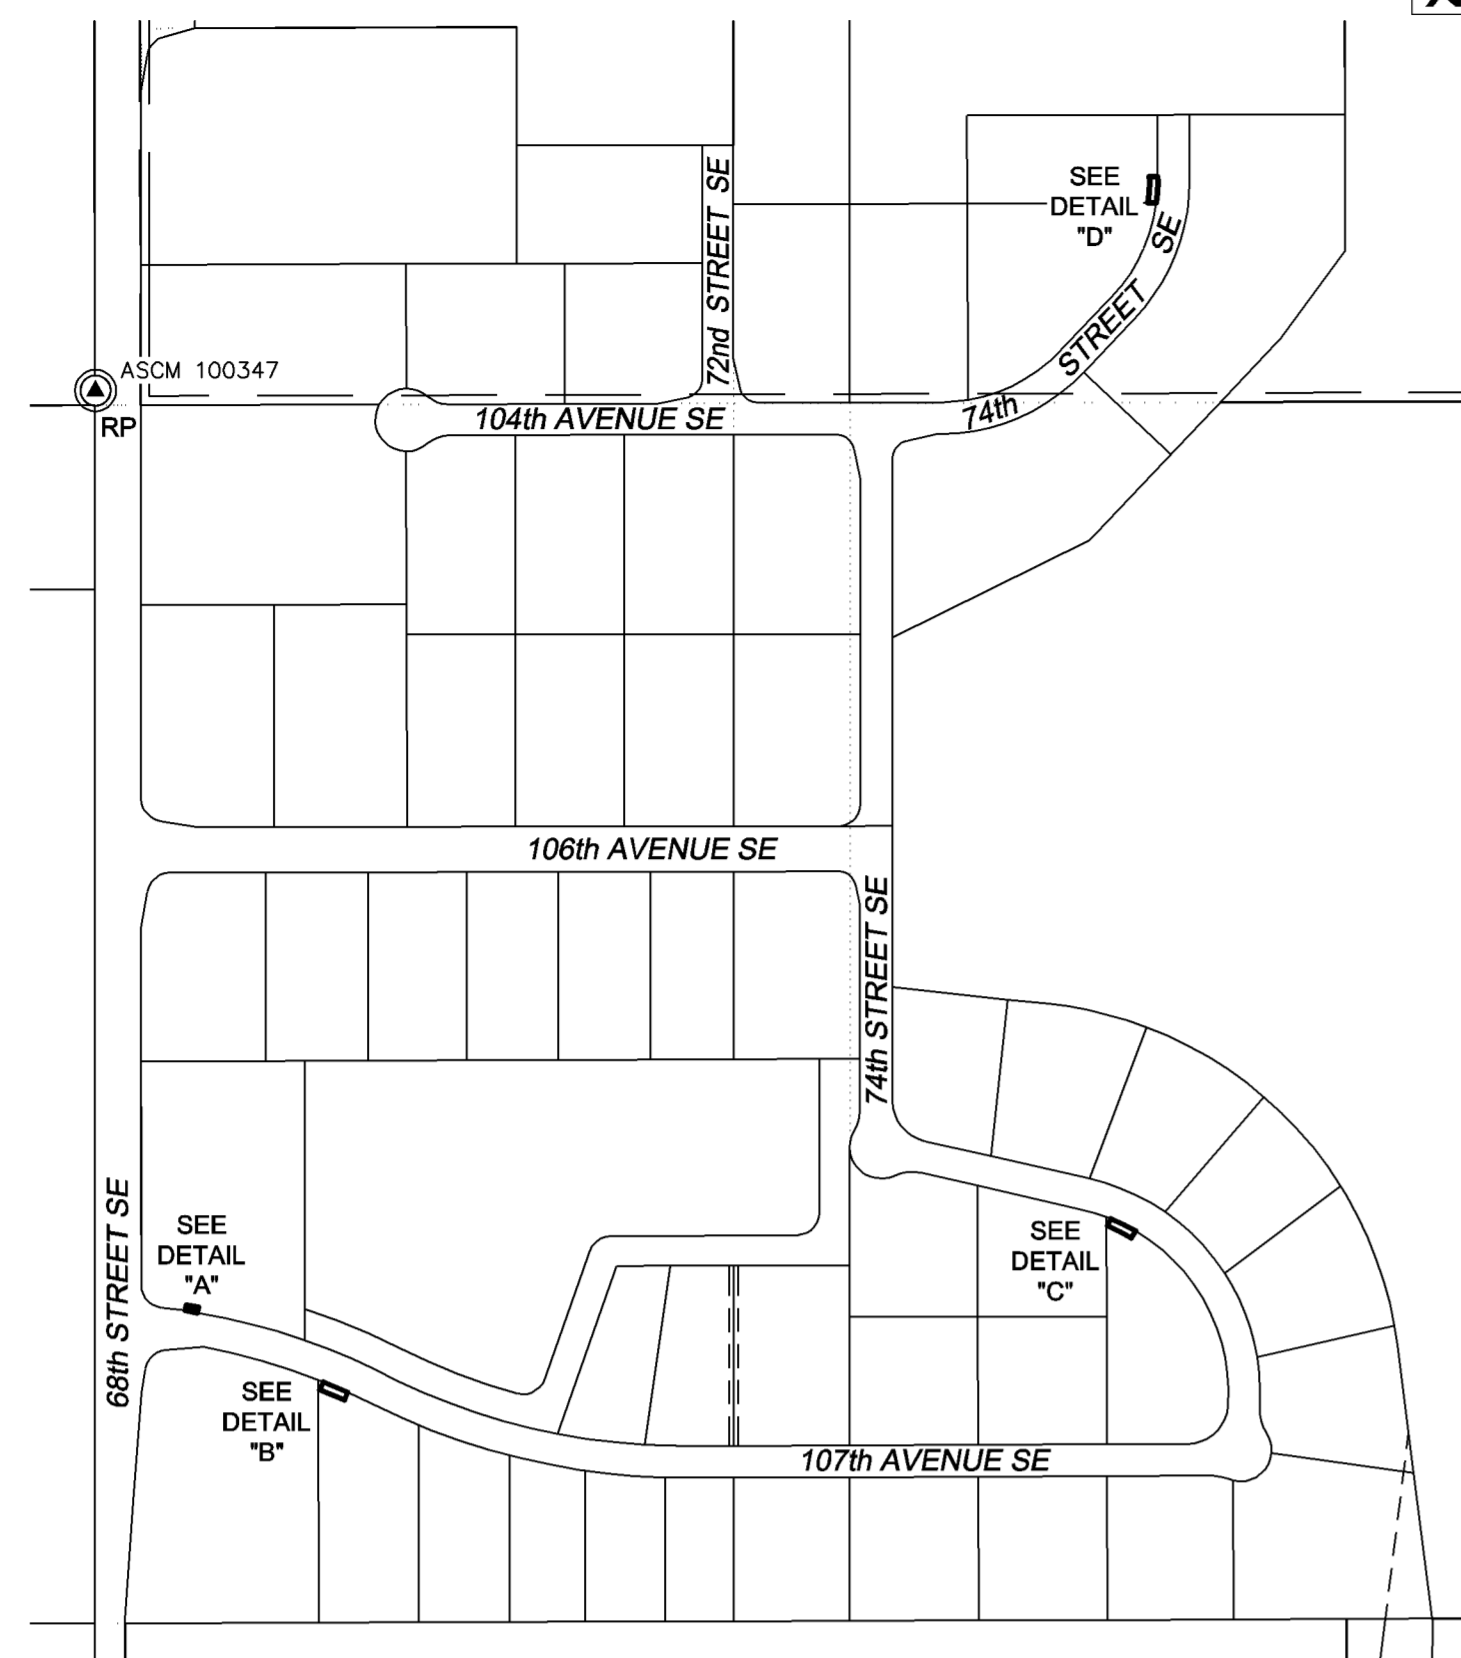 SEE
DETAIL
"D"
72nd STREET SE
74th STREET SE
ASCM 100347
RP
104th AVENUE SE
106th AVENUE SE
74th STREET SE
68th STREET SE
SEE
DETAIL
"A"
SEE
DETAIL
"C"
SEE
DETAIL
"B"
107th AVENUE SE